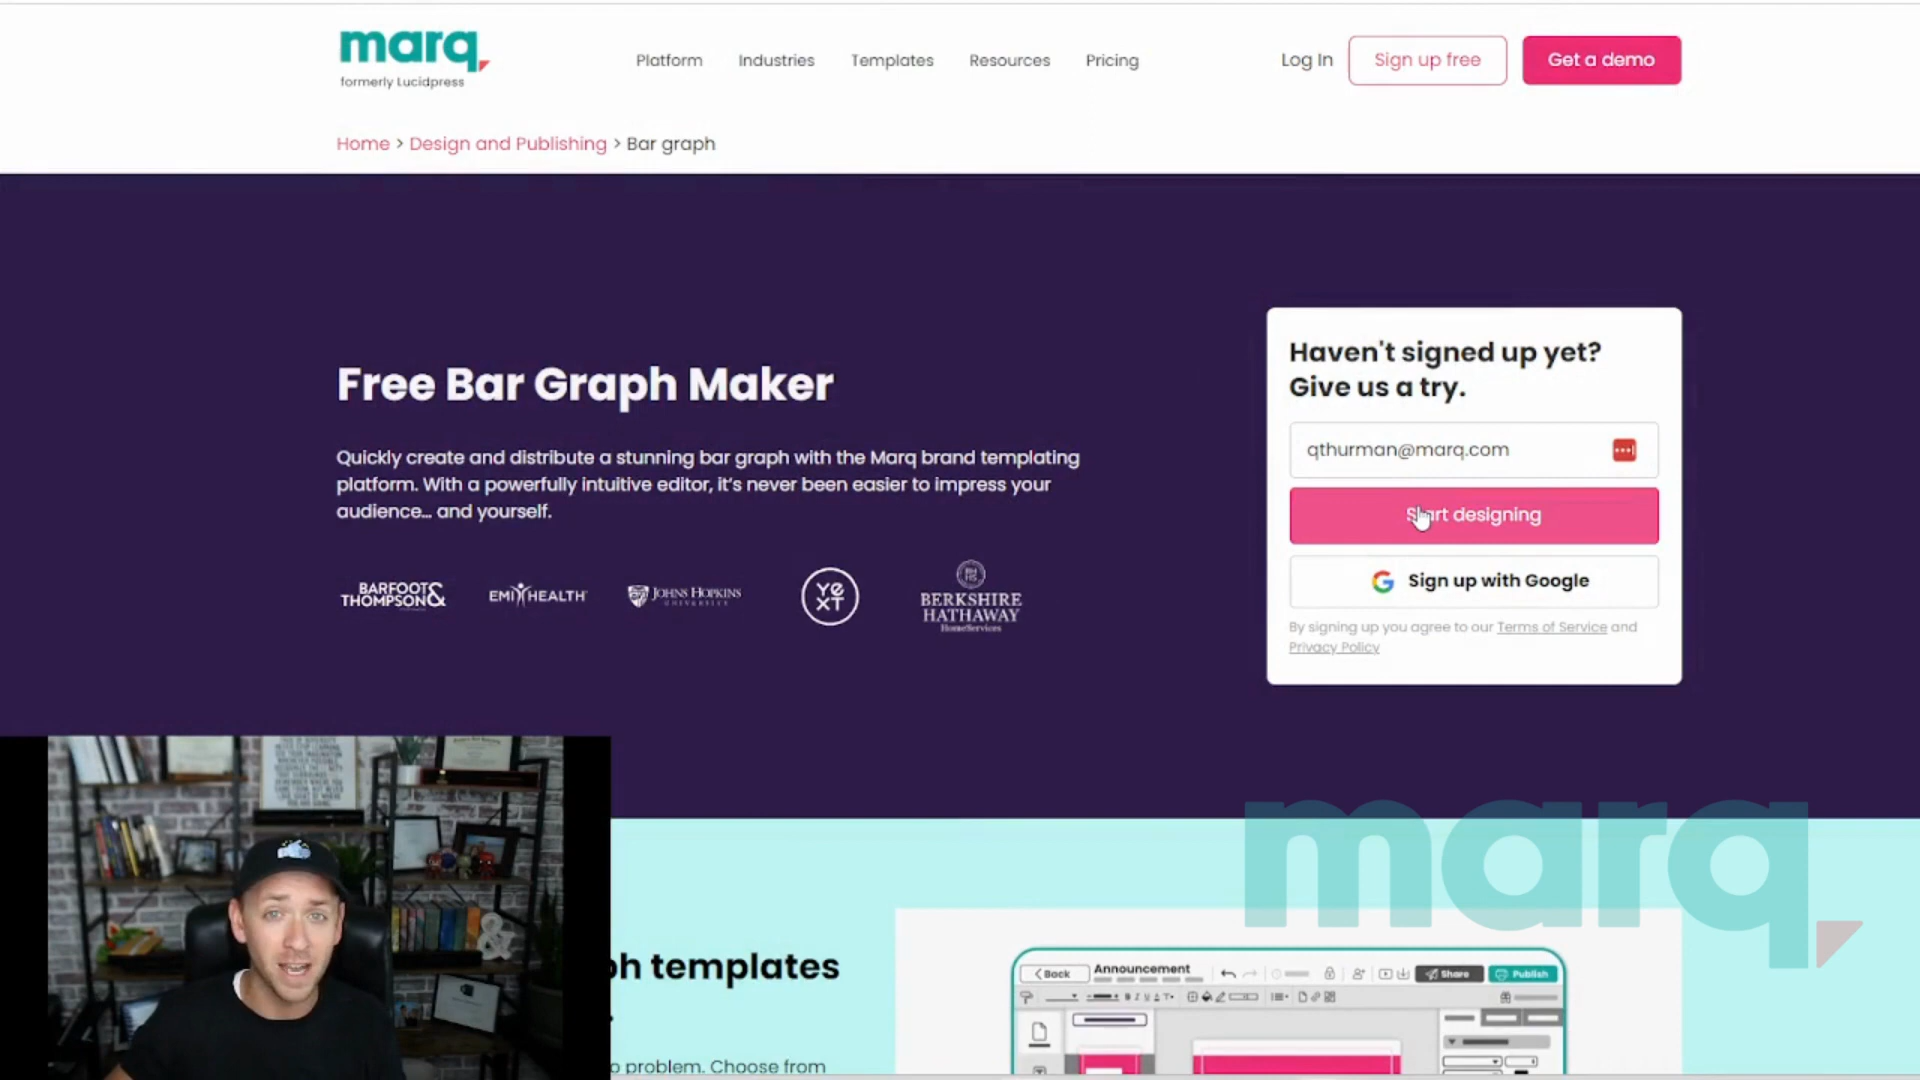 marq
formerly Lucidpress
Platform
Industries
Templates
Resources
Pricing
Log In
Sign up free
Get a demo
Home > Design and Publishing > Bar graph
Free Bar Graph Maker
Quickly create and distribute a stunning bar graph with the Marq brand templating
platform. With a powerfully intuitive editor, it's never been easier to impress your
audience... and yourself.
BARFOOT&
THOMPSON
EMI HEALTH
JOHNS HOPKINS
UNIVERSITY
YEXT
BERKSHIRE
HATHAWAY
HomeServices
Haven't signed up yet?
Give us a try.
qthurman@marq.com
Start designing
Sign up with Google
By signing up you agree to our Terms of Service and
Privacy Policy
marq
ph templates
o problem. Choose from
< Back
Announcement
Share
Publish